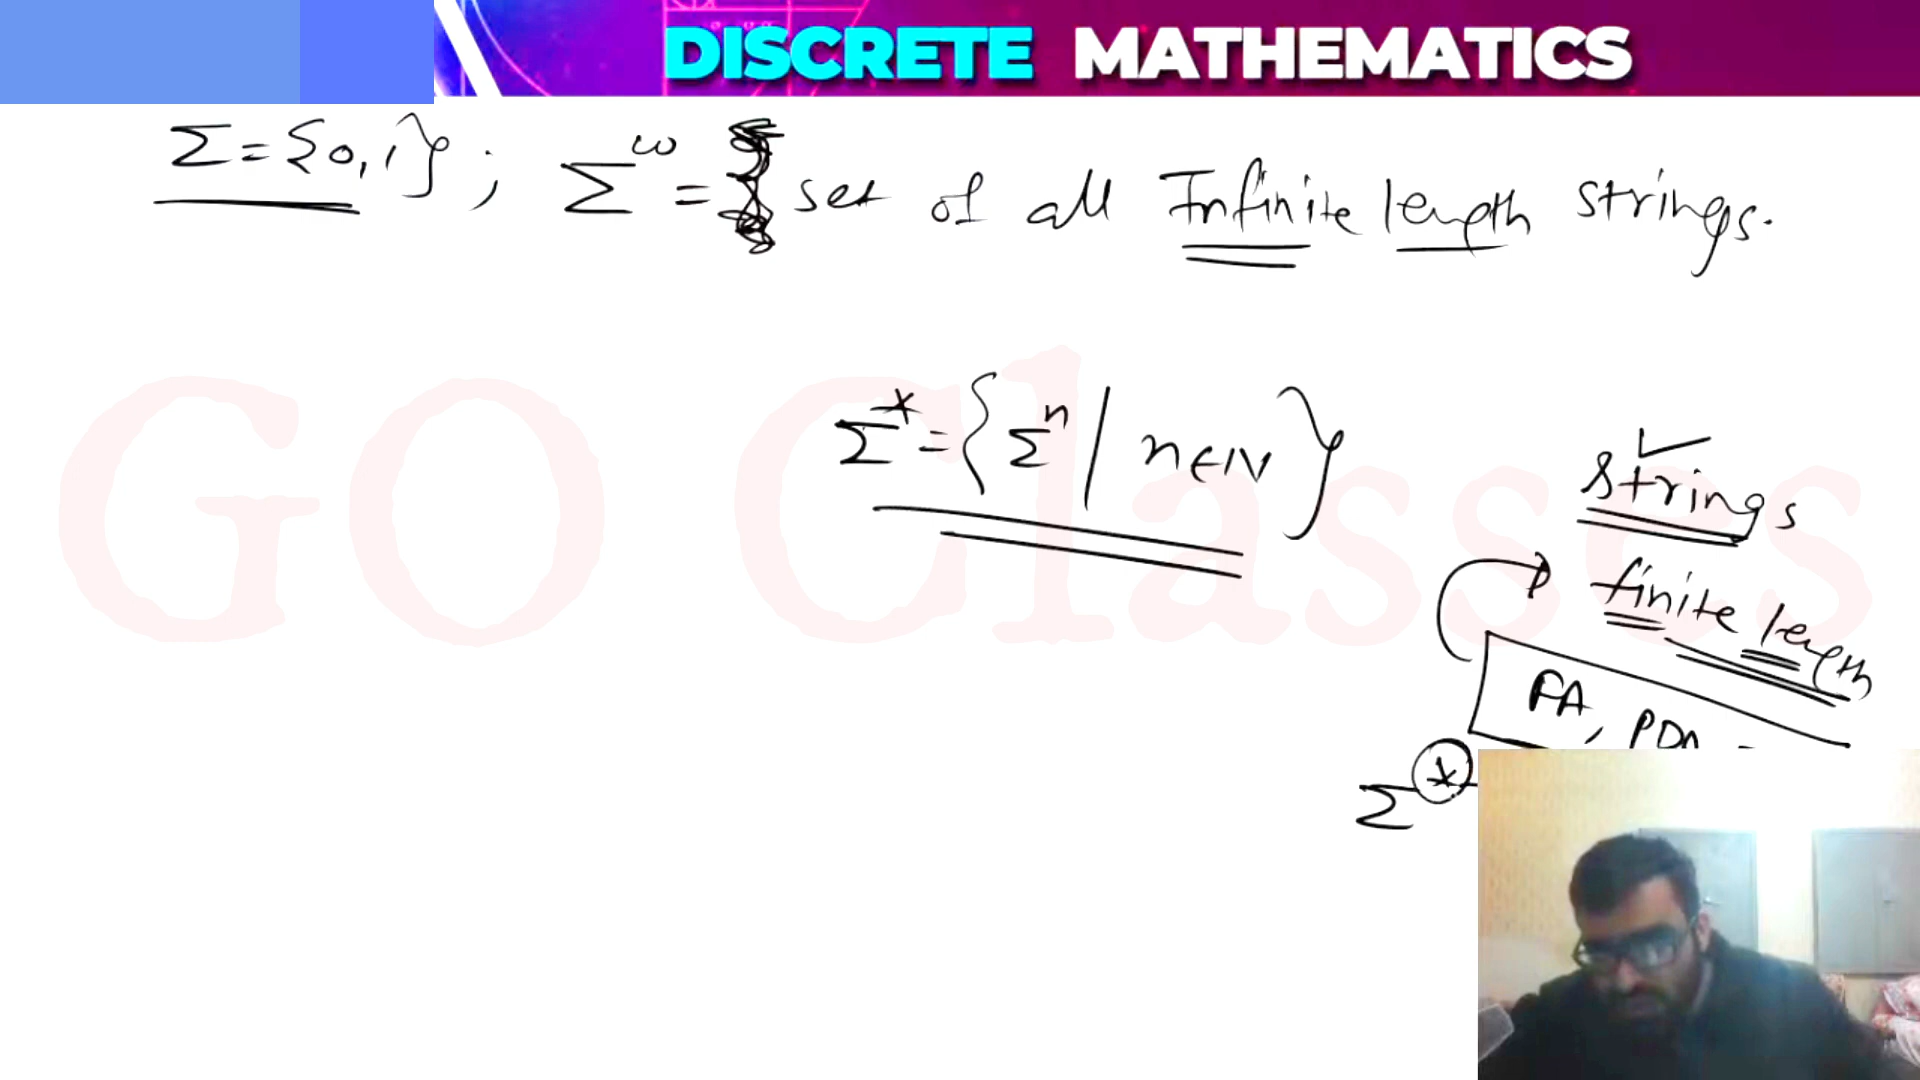 DISCRETE MATHEMATICS
Σ = {0, 1} ; Σ^ω = set of all Infinite length strings.
Σ* = { Σ^n | n ∈ N }
strings
finite length
FA, PDA
Σ*
GO Classes